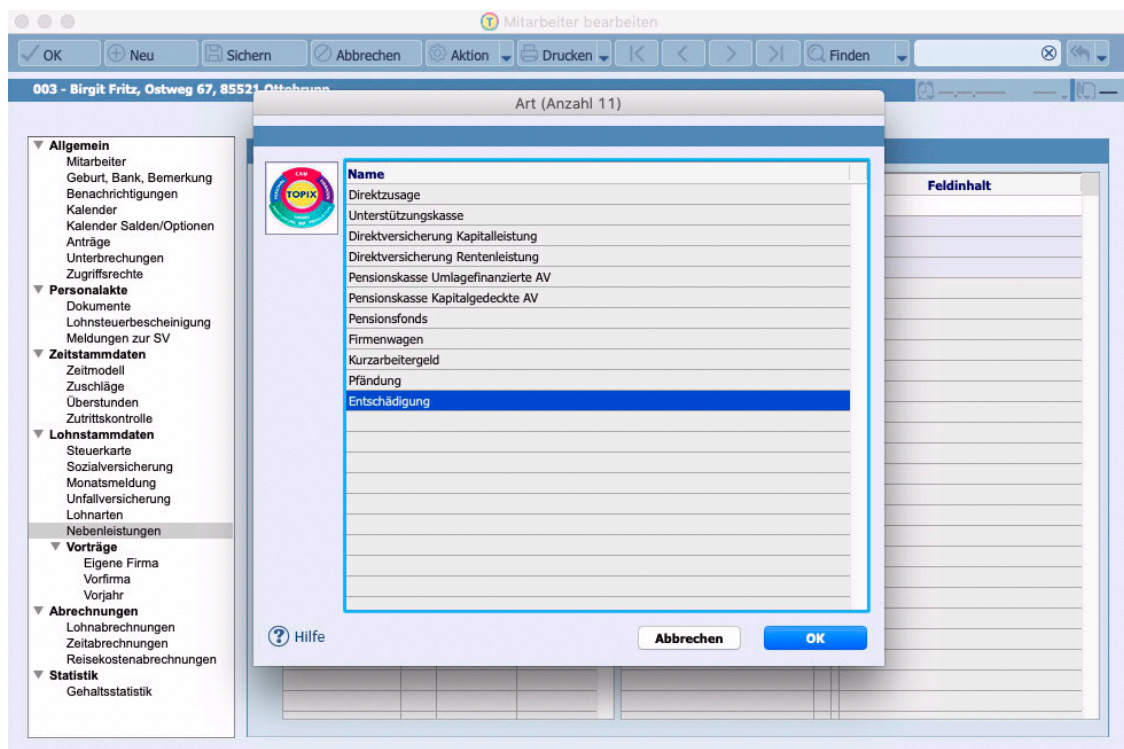 Mitarbeiter bearbeiten
OK Neu Sichern Abbrechen Aktion Drucken Finden
003 - Birgit Fritz, Ostweg 67, 85521 Ottobrunn
Art (Anzahl 11)
Allgemein
Mitarbeiter
Geburt, Bank, Bemerkung
Benachrichtigungen
Kalender
Kalender Salden/Optionen
Anträge
Unterbrechungen
Zugriffsrechte
Personalakte
Dokumente
Lohnsteuerbescheinigung
Meldungen zur SV
Zeitstammdaten
Zeitmodell
Zuschläge
Überstunden
Zutrittskontrolle
Lohnstammdaten
Steuerkarte
Sozialversicherung
Monatsmeldung
Unfallversicherung
Lohnarten
Nebenleistungen
Vorträge
Eigene Firma
Vorfirma
Vorjahr
Abrechnungen
Lohnabrechnungen
Zeitabrechnungen
Reisekostenabrechnungen
Statistik
Gehaltsstatistik
TOPIX
Name
Direktzusage
Unterstützungskasse
Direktversicherung Kapitalleistung
Direktversicherung Rentenleistung
Pensionskasse Umlagefinanzierte AV
Pensionskasse Kapitalgedeckte AV
Pensionsfonds
Firmenwagen
Kurzarbeitergeld
Pfändung
Entschädigung
Hilfe
Abbrechen
OK
Feldinhalt